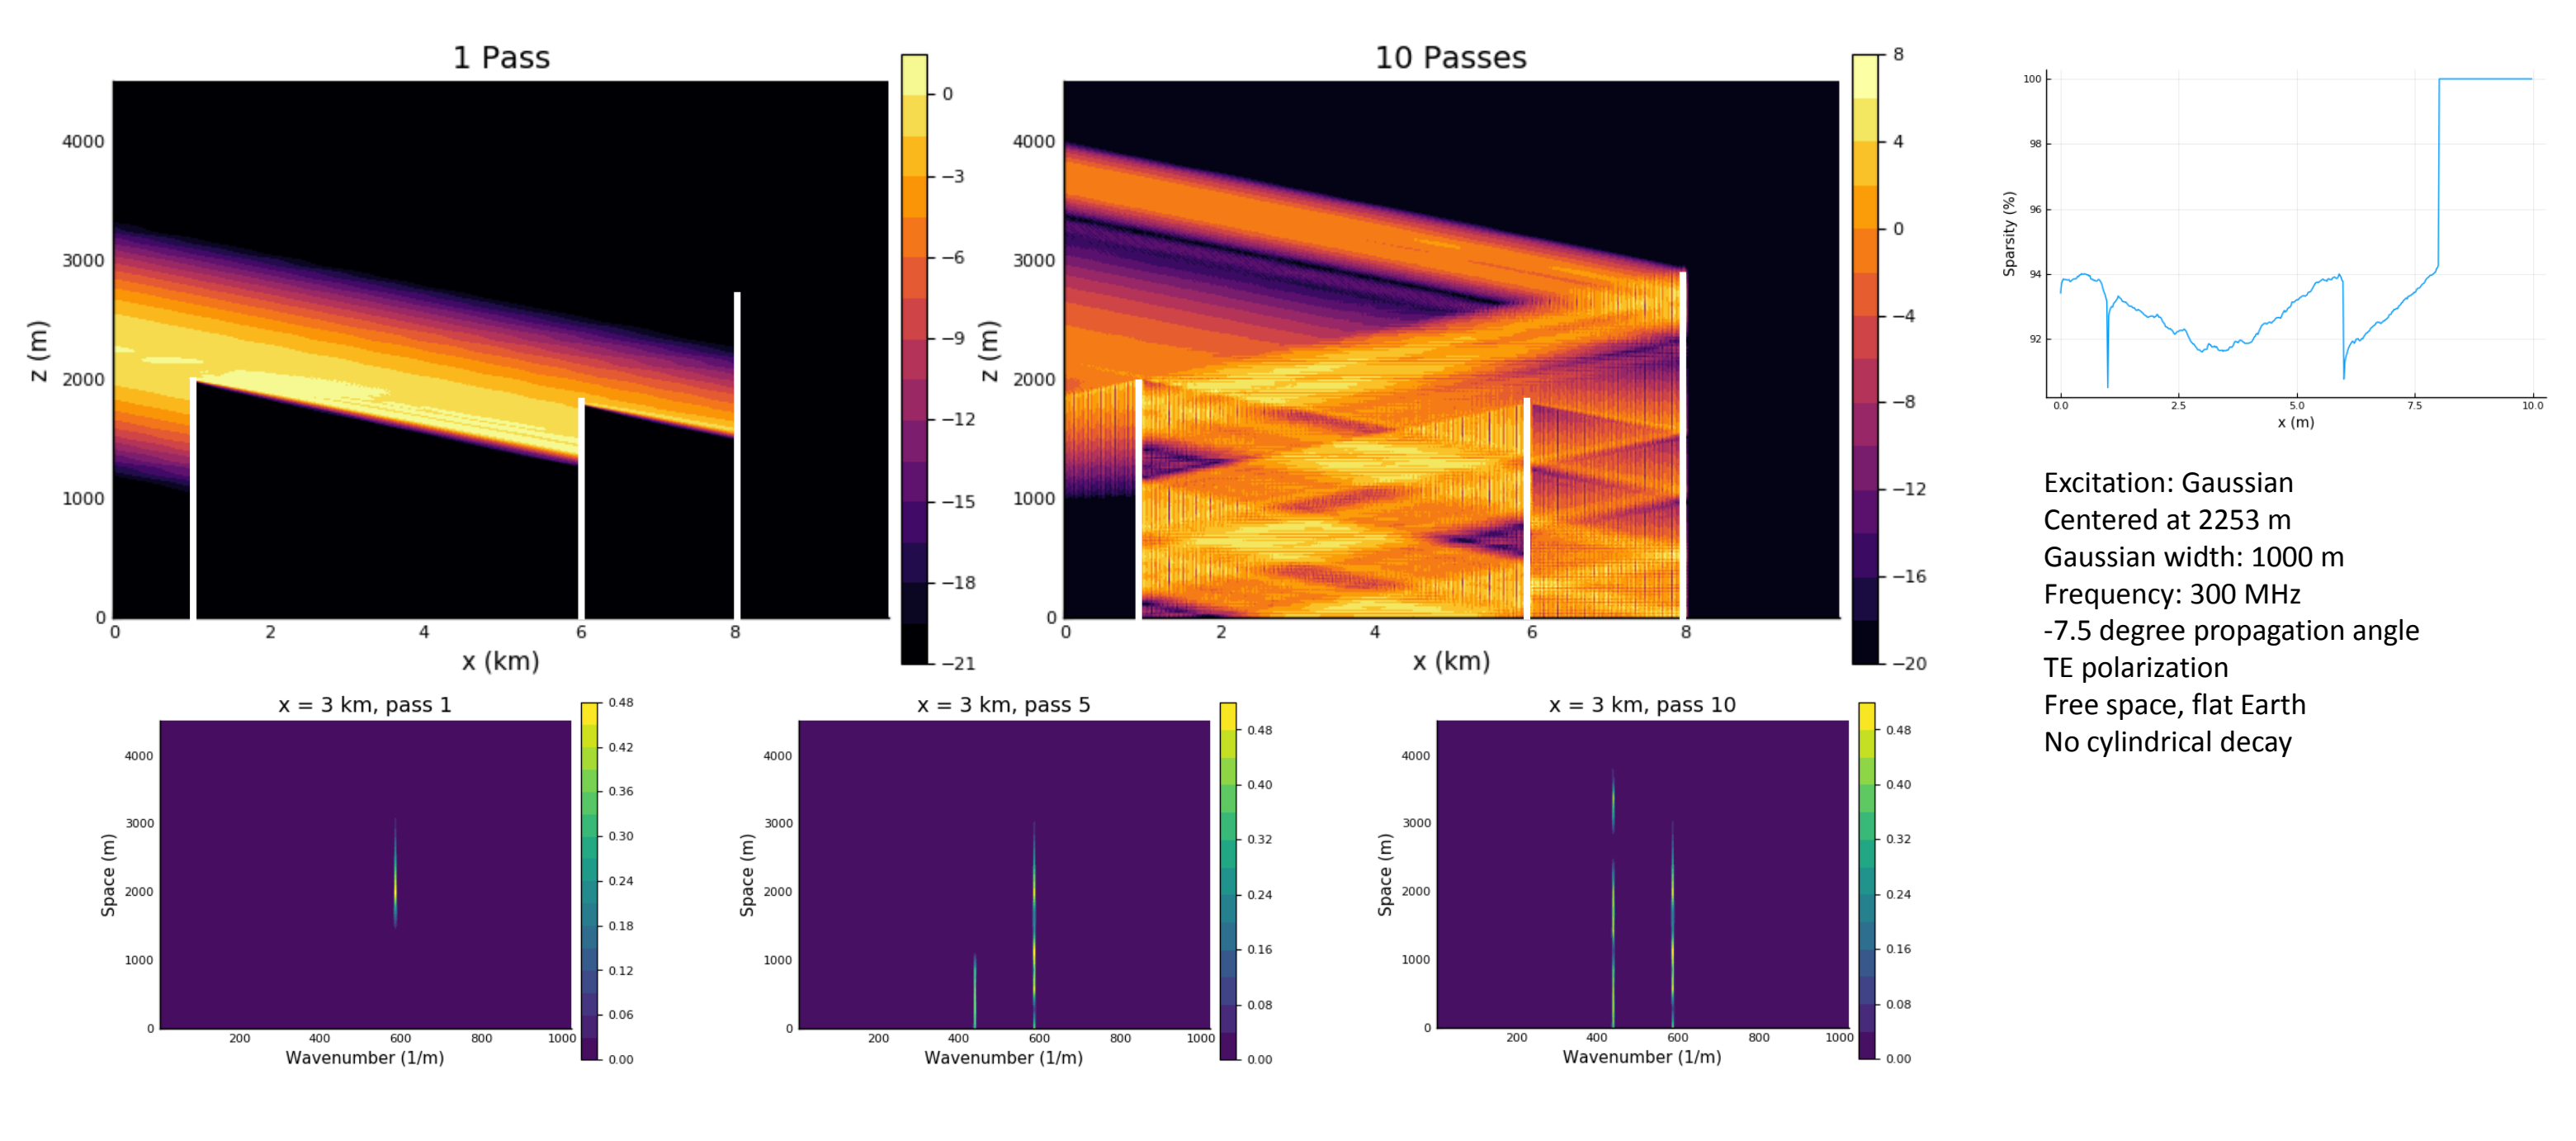 1 Pass
z (m)
4000
3000
2000
1000
0
0 2 4 6 8
x (km)
0
−3
−6
−9
−12
−15
−18
−21
10 Passes
z (m)
4000
3000
2000
1000
0
0 2 4 6 8
x (km)
8
4
0
−4
−8
−12
−16
−20
Sparsity (%)
100
98
96
94
92
0.0 2.5 5.0 7.5 10.0
x (m)
Excitation: Gaussian
Centered at 2253 m
Gaussian width: 1000 m
Frequency: 300 MHz
-7.5 degree propagation angle
TE polarization
Free space, flat Earth
No cylindrical decay
x = 3 km, pass 1
Space (m)
4000
3000
2000
1000
0
200 400 600 800 1000
Wavenumber (1/m)
0.48
0.42
0.36
0.30
0.24
0.18
0.12
0.06
0.00
x = 3 km, pass 5
Space (m)
4000
3000
2000
1000
0
200 400 600 800 1000
Wavenumber (1/m)
0.48
0.40
0.32
0.24
0.16
0.08
0.00
x = 3 km, pass 10
Space (m)
4000
3000
2000
1000
0
200 400 600 800 1000
Wavenumber (1/m)
0.48
0.40
0.32
0.24
0.16
0.08
0.00